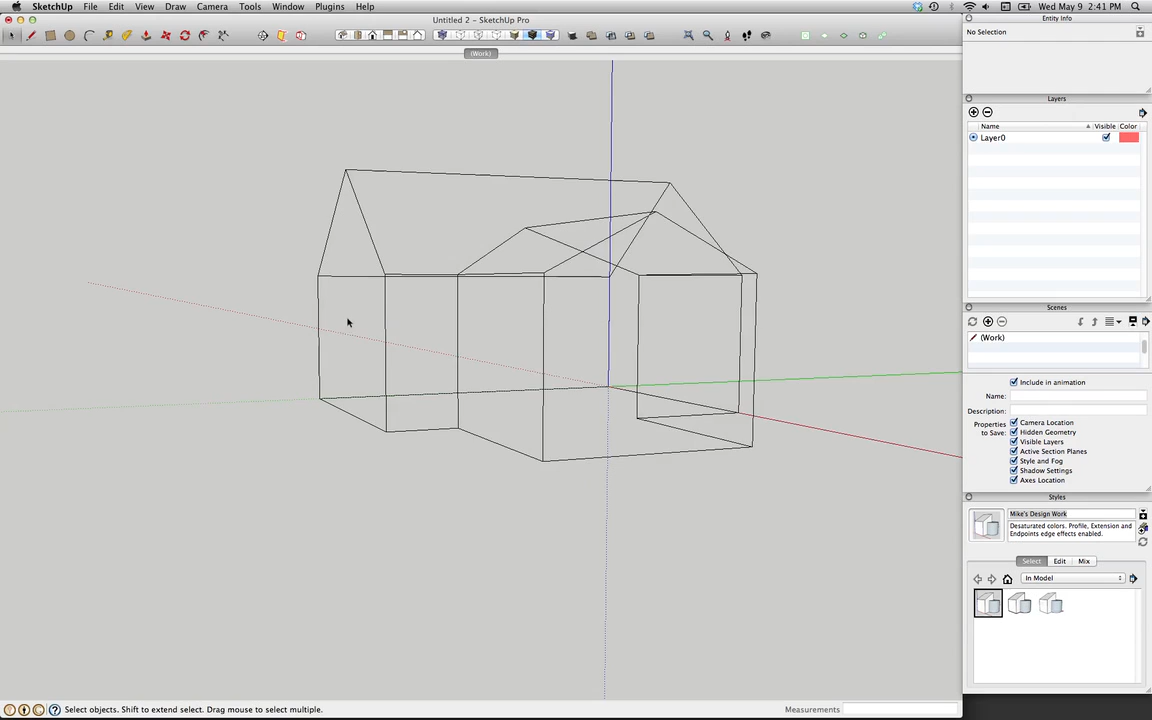 SketchUp File Edit View Draw Camera Tools Window Plugins Help
Wed May 9 2:41 PM
Untitled 2 - SketchUp Pro
(Work)
Entity Info
No Selection
Layers
Name Visible Color
Layer0
Scenes
(Work)
Include in animation
Name:
Description:
Properties to Save:
Camera Location
Hidden Geometry
Visible Layers
Active Section Planes
Style and Fog
Shadow Settings
Axes Location
Styles
Mike's Design Work
Desaturated colors. Profile, Extension and
Endpoints edge effects enabled.
Select Edit Mix
In Model
Select objects. Shift to extend select. Drag mouse to select multiple.
Measurements